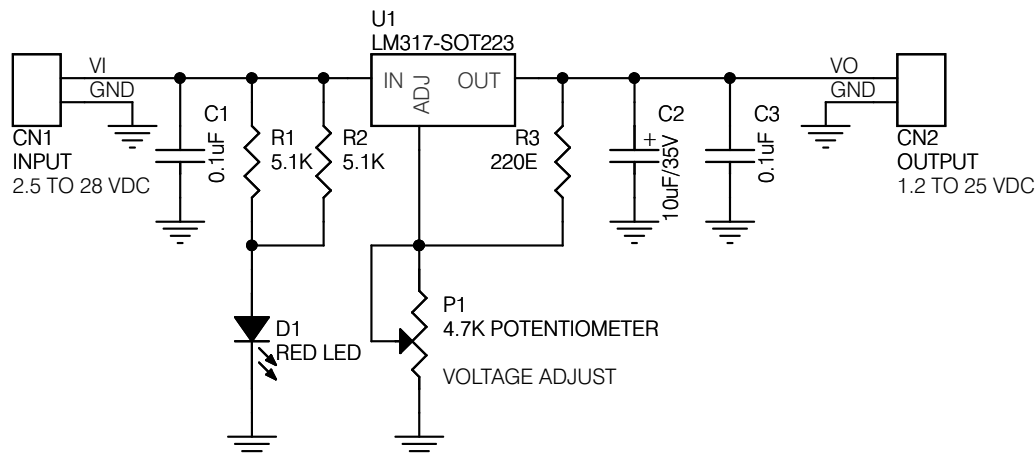 U1
LM317-SOT223
VI
GND
IN
ADJ
OUT
VO
GND
CN1
INPUT
2.5 TO 28 VDC
C1
0.1uF
R1
5.1K
R2
5.1K
R3
220E
C2
+
10uF/35V
C3
0.1uF
CN2
OUTPUT
1.2 TO 25 VDC
D1
RED LED
P1
4.7K POTENTIOMETER
VOLTAGE ADJUST